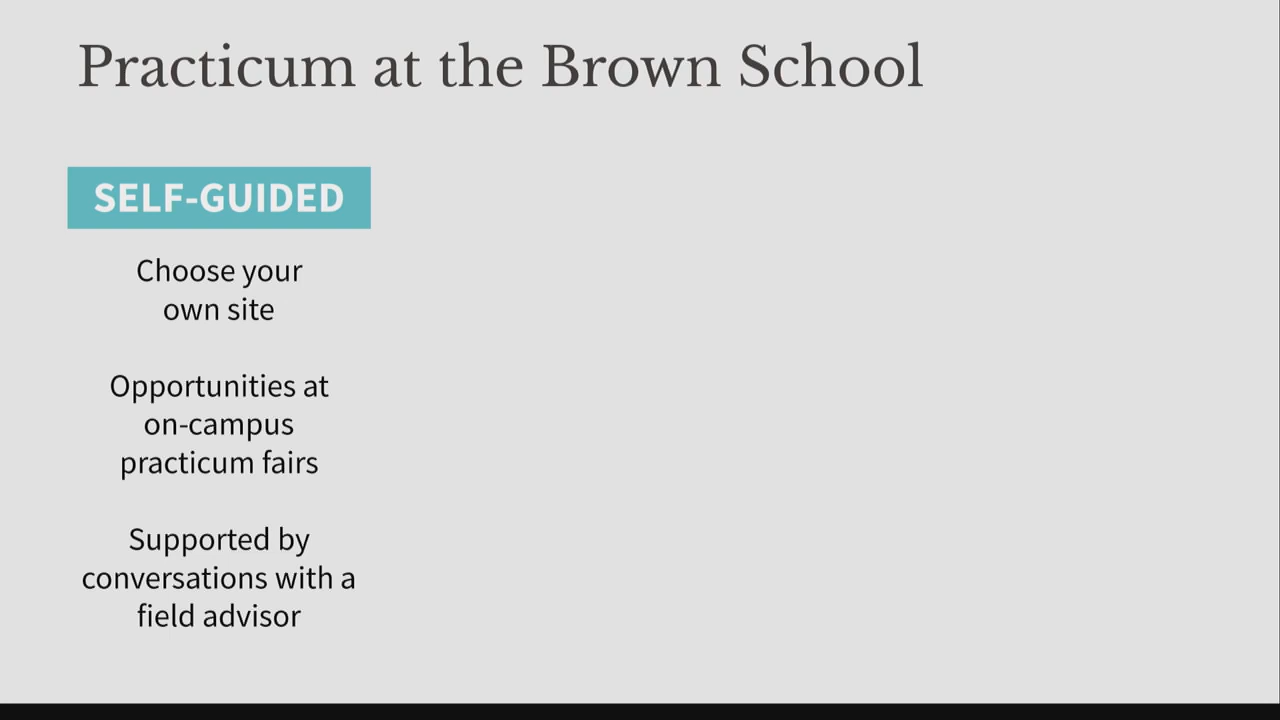 Practicum at the Brown School
SELF-GUIDED
Choose your
own site
Opportunities at
on-campus
practicum fairs
Supported by
conversations with a
field advisor